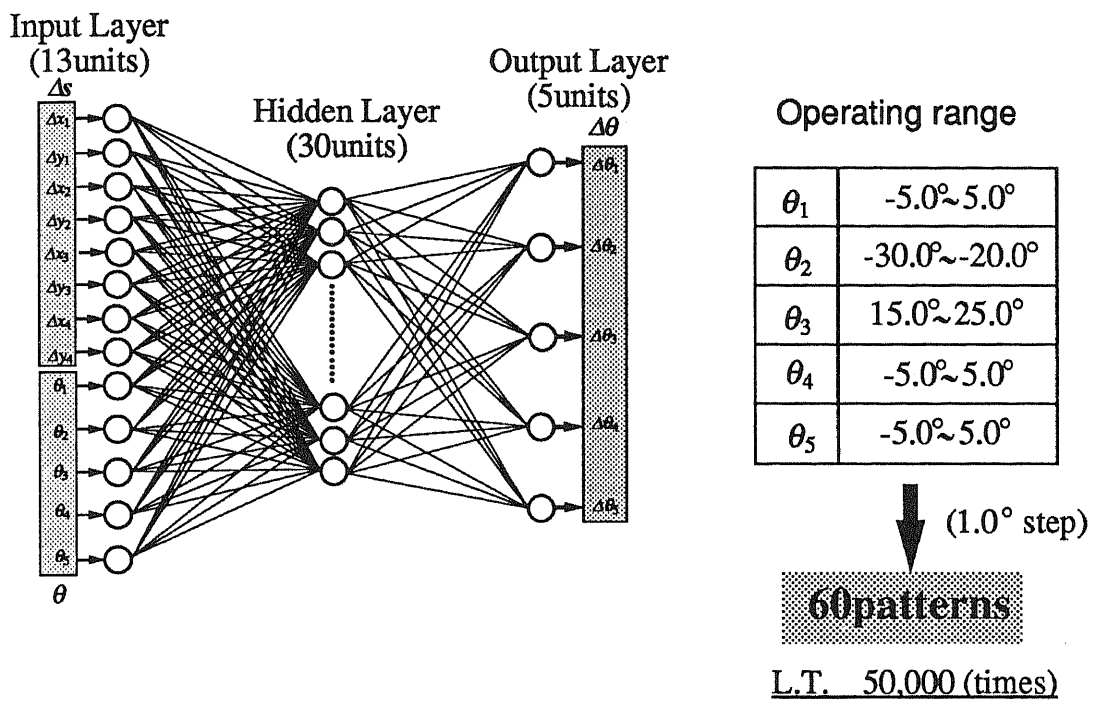 Input Layer
(13units)
Δs
Δx₁
Δy₁
Δx₂
Δy₂
Δx₃
Δy₃
Δx₄
Δy₄
θ₁
θ₂
θ₃
θ₄
θ₅
θ
Hidden Layer
(30units)
Output Layer
(5units)
Δθ
Δθ₁
Δθ₂
Δθ₃
Δθ₄
Δθ₅
Operating range
θ₁ -5.0°~5.0°
θ₂ -30.0°~-20.0°
θ₃ 15.0°~25.0°
θ₄ -5.0°~5.0°
θ₅ -5.0°~5.0°
(1.0° step)
60patterns
L.T. 50,000 (times)